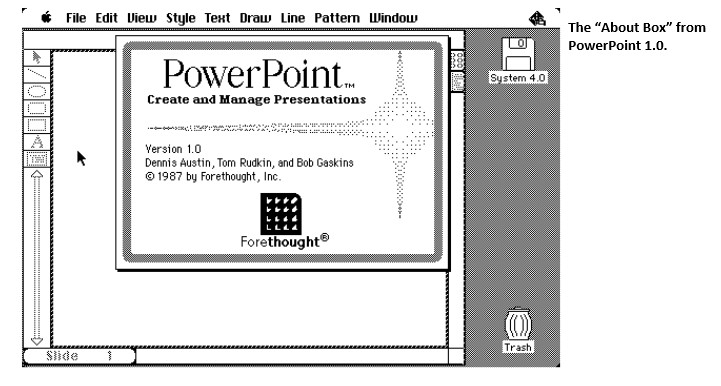 File Edit View Style Text Draw Line Pattern Window
The “About Box” from
PowerPoint 1.0.
PowerPoint™
Create and Manage Presentations
Version 1.0
Dennis Austin, Tom Rudkin, and Bob Gaskins
© 1987 by Forethought, Inc.
Forethought®
A
0
System 4.0
Trash
Slide 1